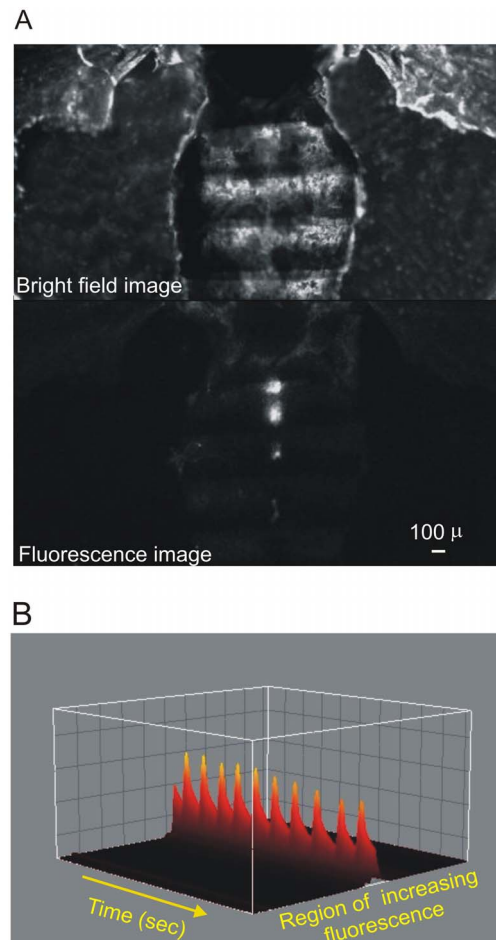 A
Bright field image
Fluorescence image
100 μ
B
Time (sec)
Region of increasing
fluorescence